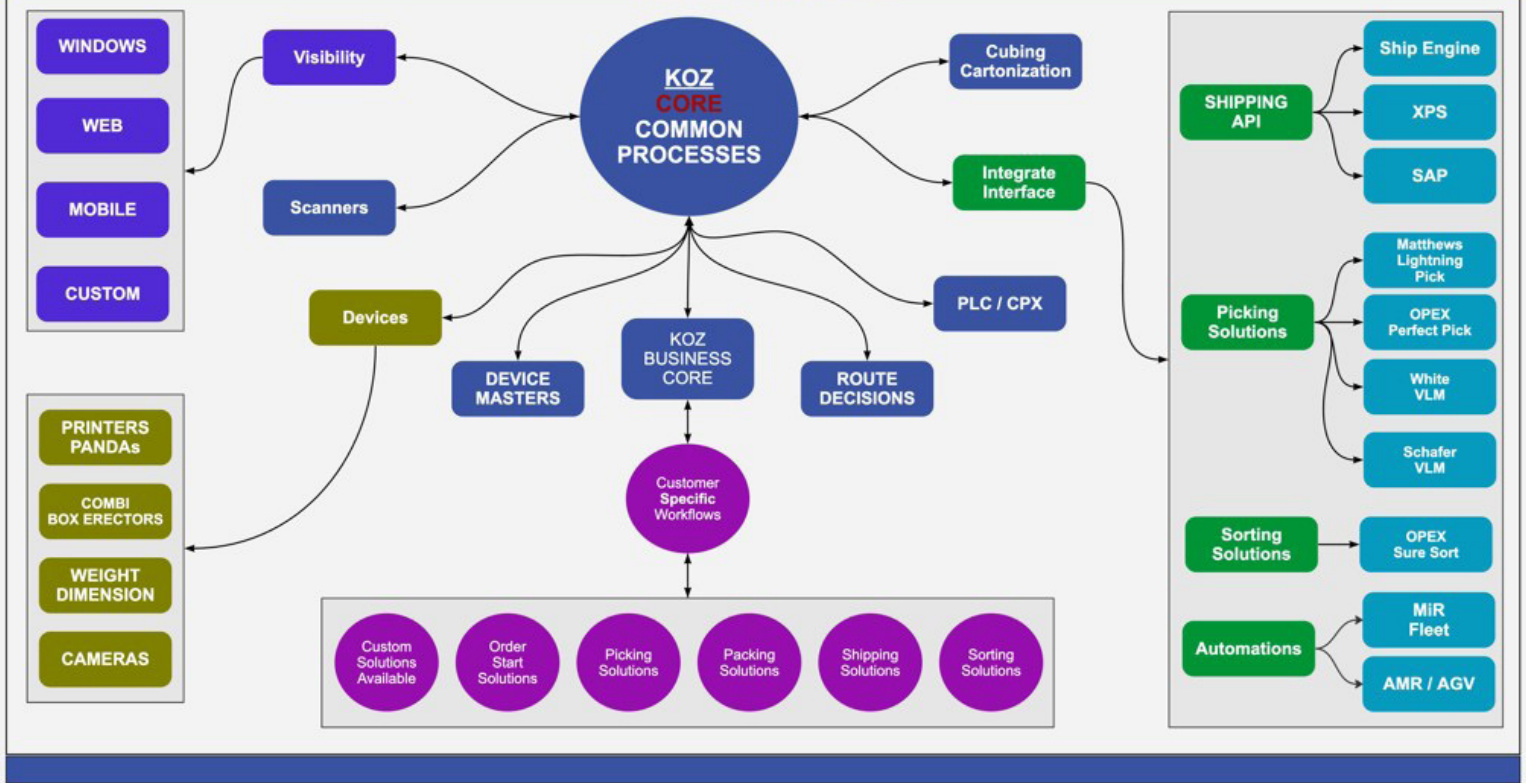 WINDOWS
WEB
MOBILE
CUSTOM
Visibility
Scanners
KOZ
CORE
COMMON
PROCESSES
Cubing
Cartonization
Integrate
Interface
Devices
DEVICE
MASTERS
KOZ
BUSINESS
CORE
ROUTE
DECISIONS
PLC / CPX
PRINTERS
PANDAs
COMBI
BOX ERECTORS
WEIGHT
DIMENSION
CAMERAS
Customer
Specific
Workflows
Custom
Solutions
Available
Order
Start
Solutions
Picking
Solutions
Packing
Solutions
Shipping
Solutions
Sorting
Solutions
SHIPPING
API
Ship Engine
XPS
SAP
Picking
Solutions
Matthews
Lightning
Pick
OPEX
Perfect Pick
White
VLM
Schafer
VLM
Sorting
Solutions
OPEX
Sure Sort
Automations
MiR
Fleet
AMR / AGV